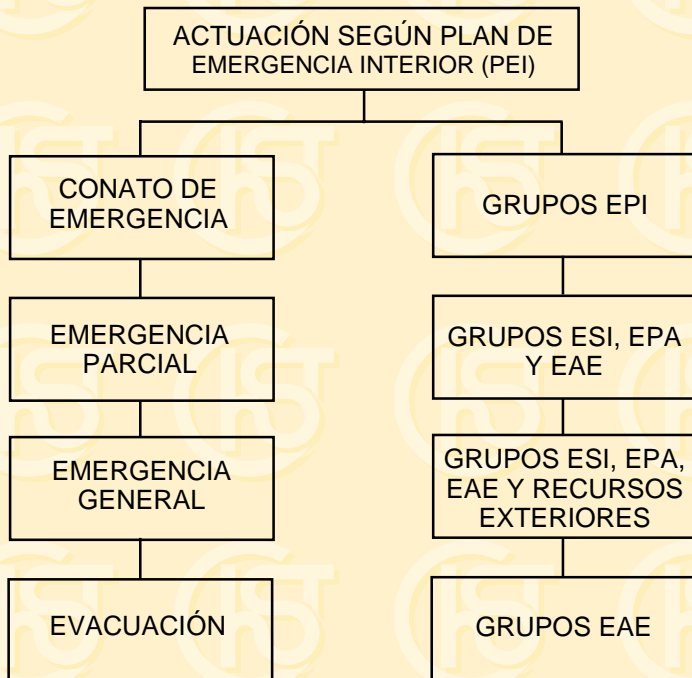 ACTUACIÓN SEGÚN PLAN DE
EMERGENCIA INTERIOR (PEI)
CONATO DE
EMERGENCIA
GRUPOS EPI
EMERGENCIA
PARCIAL
GRUPOS ESI, EPA
Y EAE
EMERGENCIA
GENERAL
GRUPOS ESI, EPA,
EAE Y RECURSOS
EXTERIORES
EVACUACIÓN
GRUPOS EAE